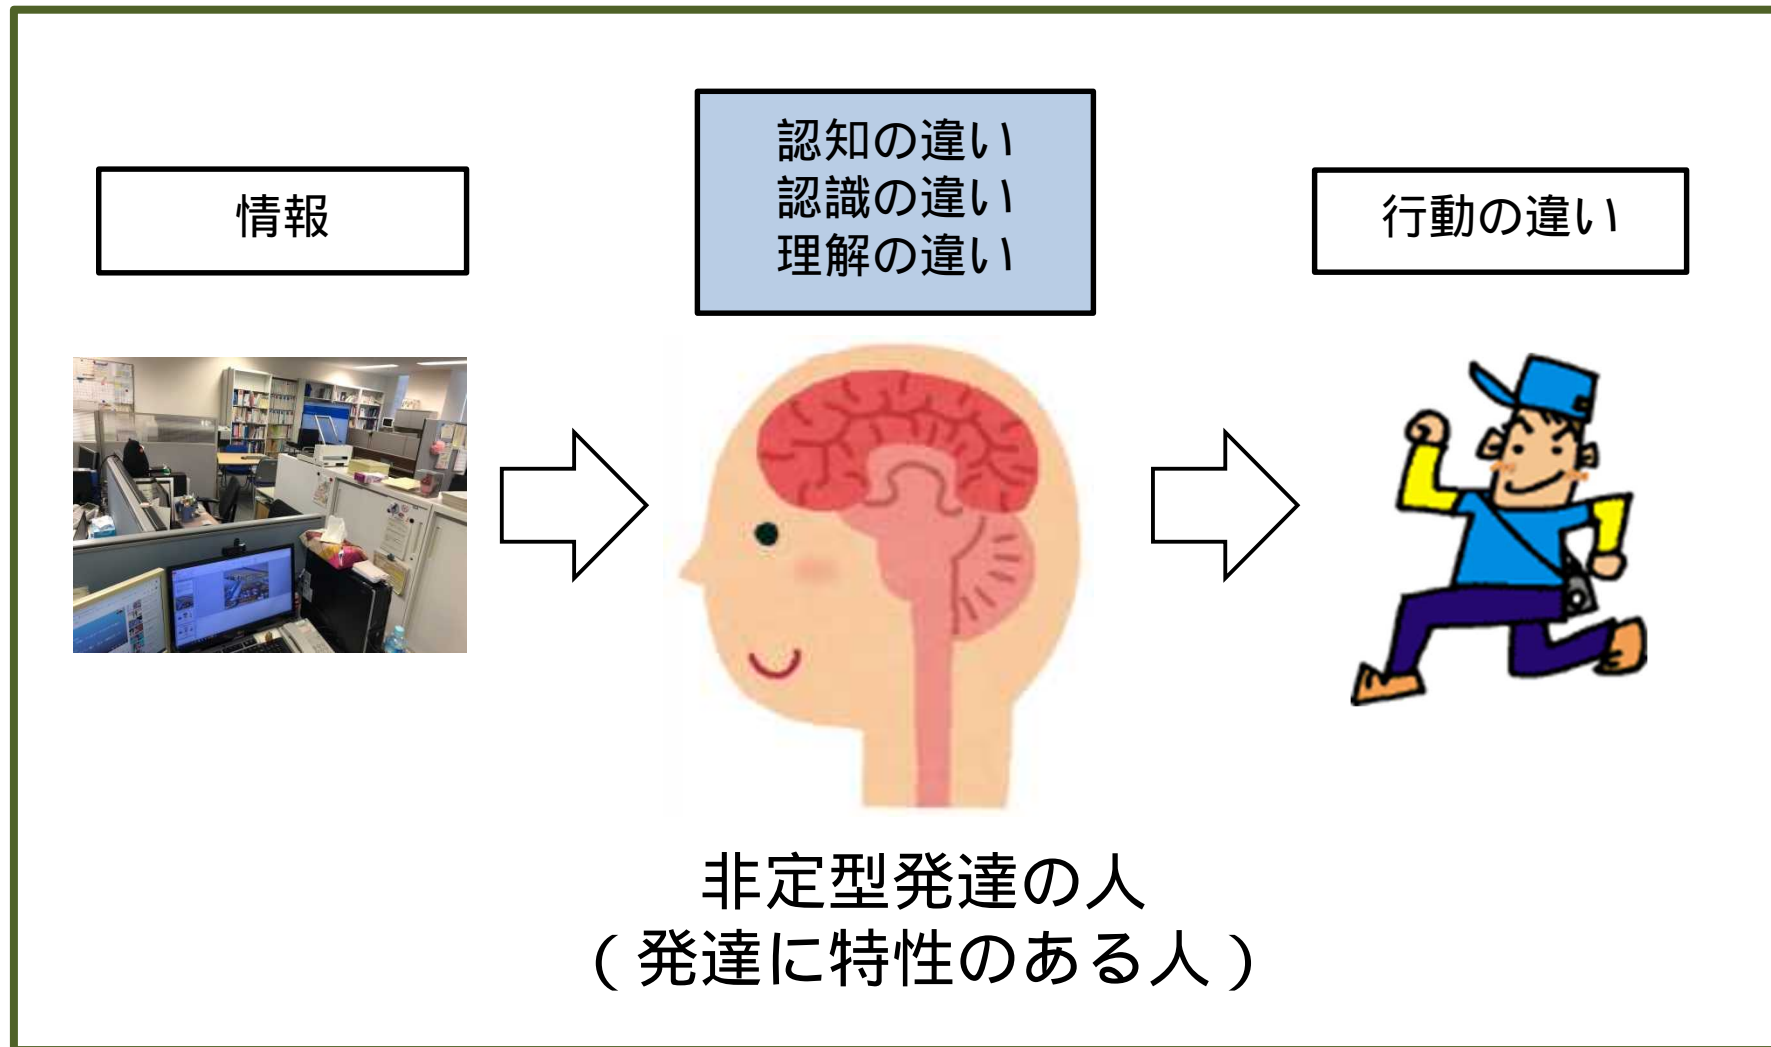 情報
認知の違い
認識の違い
理解の違い
行動の違い
非定型発達の人
(発達に特性のある人)